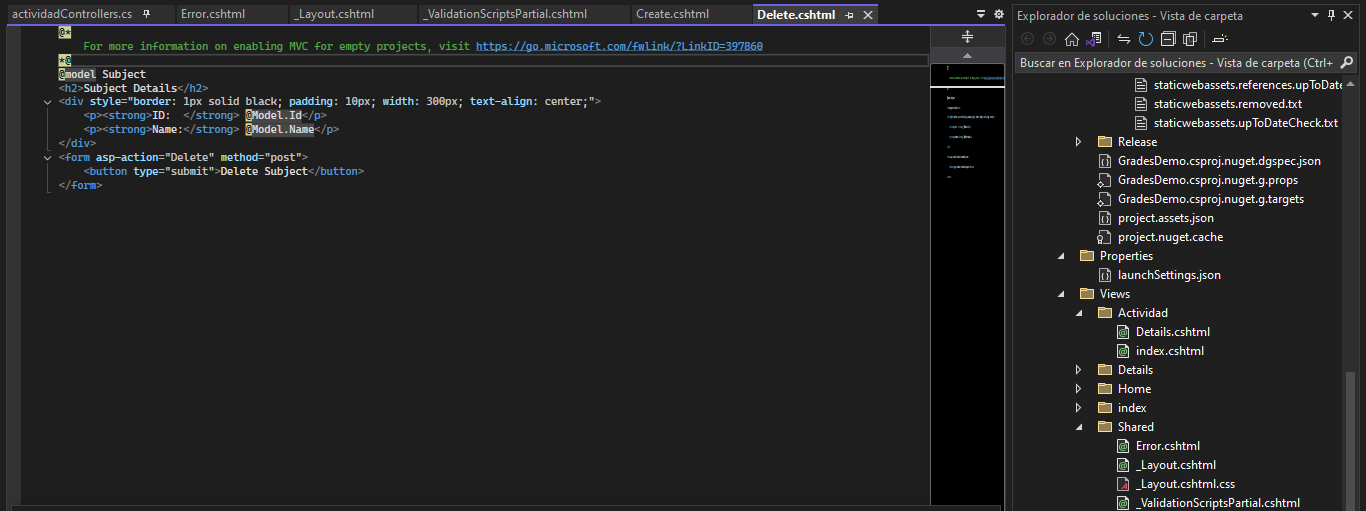 actividadControllers.cs
Error.cshtml
_Layout.cshtml
_ValidationScriptsPartial.cshtml
Create.cshtml
Delete.cshtml
@*
For more information on enabling MVC for empty projects, visit https://go.microsoft.com/fwlink/?LinkID=397860
*@
@model Subject
<h2>Subject Details</h2>
<div style="border: 1px solid black; padding: 10px; width: 300px; text-align: center;">
<p><strong>ID:  </strong> @Model.Id</p>
<p><strong>Name:</strong> @Model.Name</p>
</div>
<form asp-action="Delete" method="post">
<button type="submit">Delete Subject</button>
</form>
Explorador de soluciones - Vista de carpeta
Buscar en Explorador de soluciones - Vista de carpeta (Ctrl+
staticwebassets.references.upToDate
staticwebassets.removed.txt
staticwebassets.upToDateCheck.txt
Release
GradesDemo.csproj.nuget.dgspec.json
GradesDemo.csproj.nuget.g.props
GradesDemo.csproj.nuget.g.targets
project.assets.json
project.nuget.cache
Properties
launchSettings.json
Views
Actividad
Details.cshtml
index.cshtml
Details
Home
index
Shared
Error.cshtml
_Layout.cshtml
_Layout.cshtml.css
_ValidationScriptsPartial.cshtml